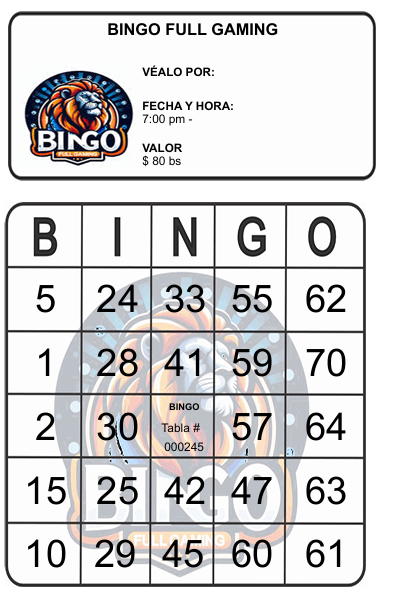 BINGO FULL GAMING
BINGO
FULL GAMING
VÉALO POR:
FECHA Y HORA:
7:00 pm -
VALOR
$ 80 bs
B I N G O
5 24 33 55 62
1 28 41 59 70
2 30 BINGO 57 64
Tabla #
000245
15 25 42 47 63
10 29 45 60 61
BINGO
FULL GAMING